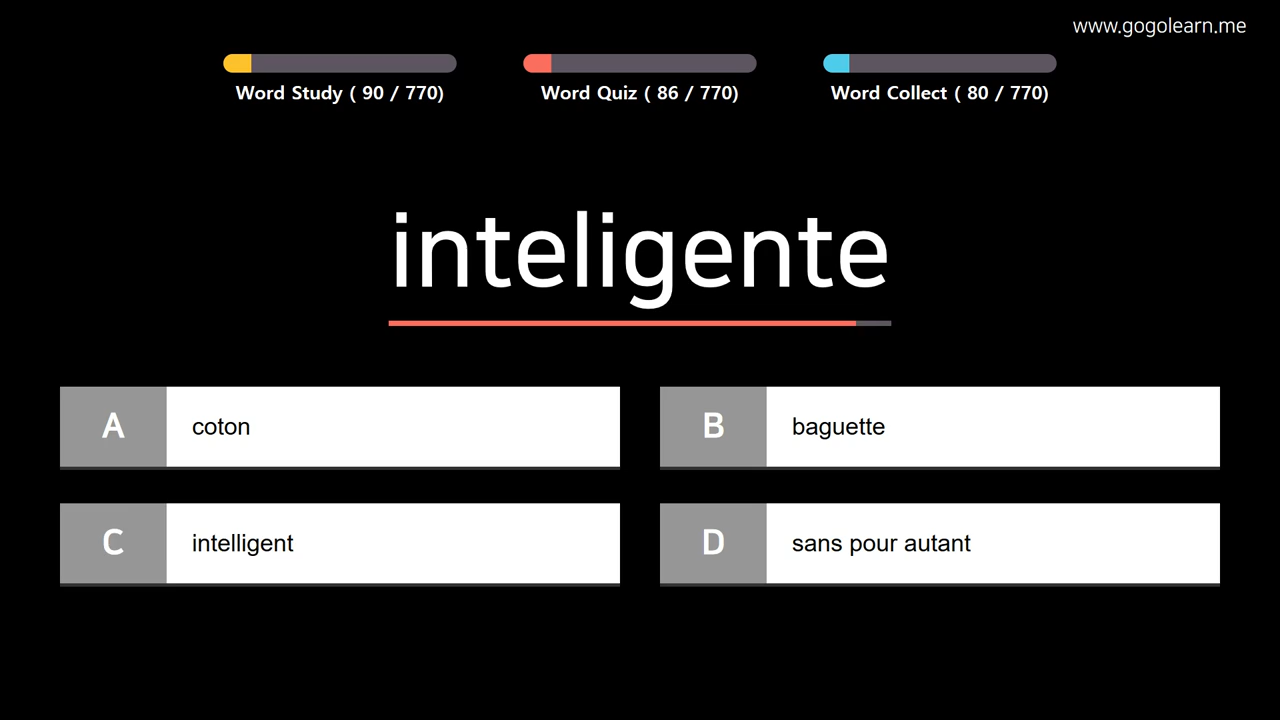 www.gogolearn.me
Word Study ( 90 / 770)
Word Quiz ( 86 / 770)
Word Collect ( 80 / 770)
inteligente
A
coton
B
baguette
C
intelligent
D
sans pour autant